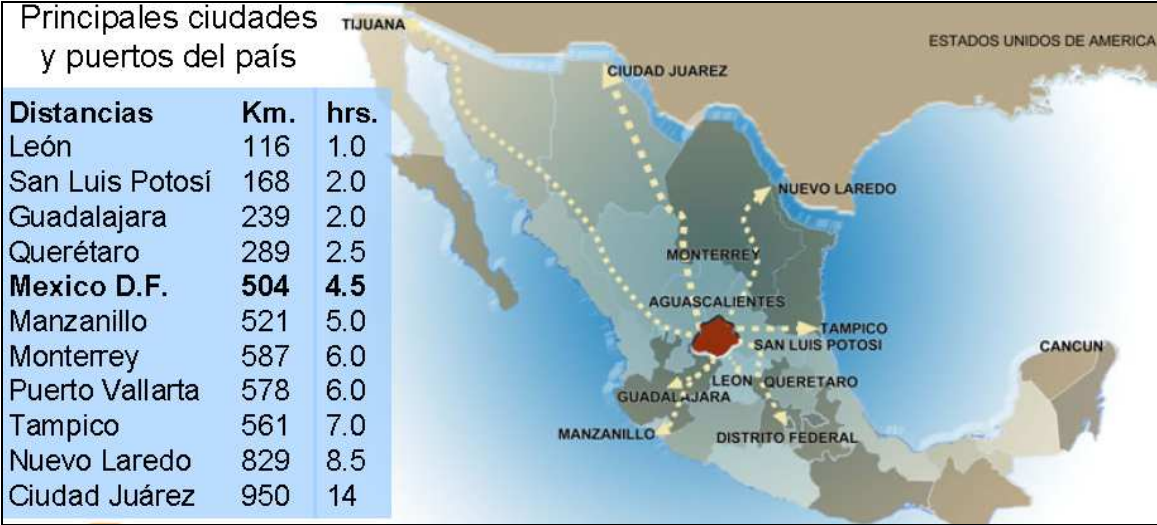 Principales ciudades
y puertos del país
Distancias Km. hrs.
León 116 1.0
San Luis Potosí 168 2.0
Guadalajara 239 2.0
Querétaro 289 2.5
Mexico D.F. 504 4.5
Manzanillo 521 5.0
Monterrey 587 6.0
Puerto Vallarta 578 6.0
Tampico 561 7.0
Nuevo Laredo 829 8.5
Ciudad Juárez 950 14
TIJUANA
ESTADOS UNIDOS DE AMERICA
CIUDAD JUAREZ
NUEVO LAREDO
MONTERREY
AGUASCALIENTES
TAMPICO
SAN LUIS POTOSI
CANCUN
LEON QUERETARO
GUADALAJARA
MANZANILLO
DISTRITO FEDERAL